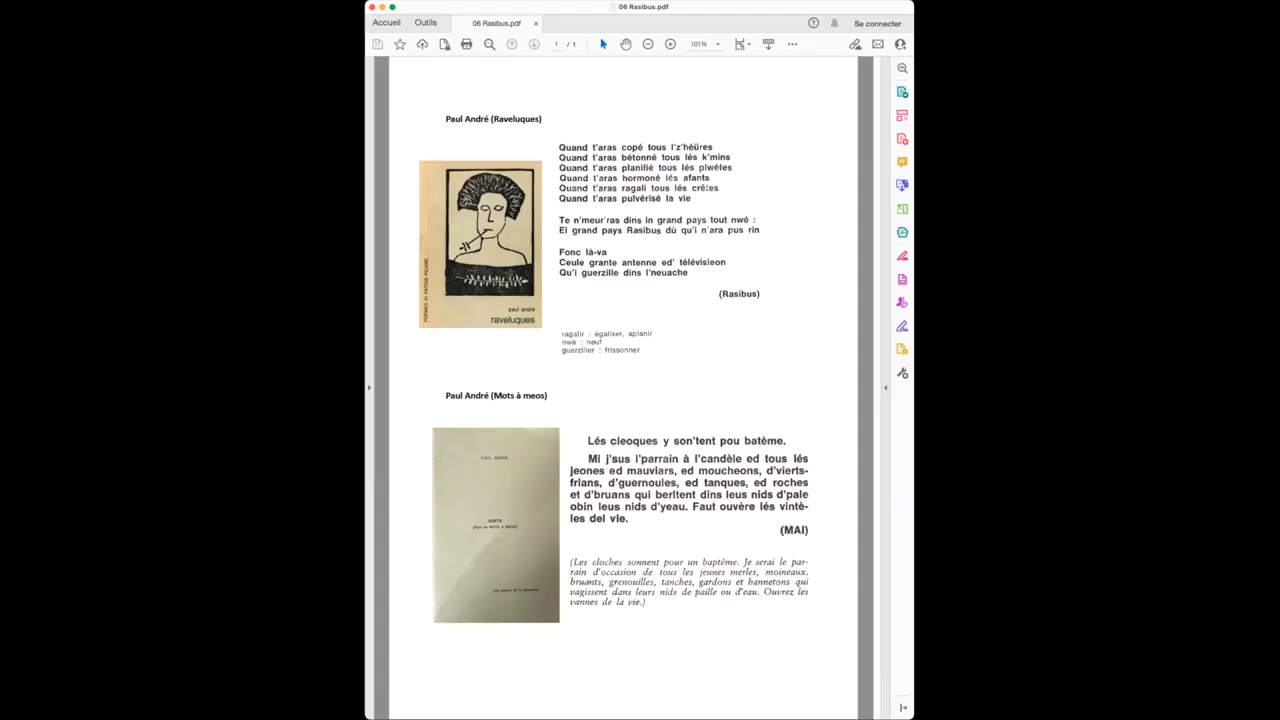 06 Rasibus.pdf
Accueil Outils 06 Rasibus.pdf × Se connecter
1 / 1 101%
Paul André (Raveluques)
POÈMES AL PATOIS PICARD
paul andré
raveluques
Quand t'aras copé tous l'z'héüres
Quand t'aras bétonné tous lés k'mins
Quand t'aras planifié tous lés plwèfes
Quand t'aras hormoné lés afants
Quand t'aras ragali tous lés crêtes
Quand t'aras pulvérisé la vie
Te n'meur'ras dins in grand pays tout nwé :
El grand pays Rasibus dù qu'i n'ara pus rin
Fonc là-va
Ceule grante antenne ed' télévisieon
Qu'i guerzille dins l'neuache
(Rasibus)
ragalir : égaliser, aplanir
nwé : neuf
guerziller : frissonner
Paul André (Mots à meos)
PAUL ANDRE
AGETS
Lés cleoques y son'tent pou batême.
Mi j'sus l'parrain à l'candèle ed tous lés
jeones ed mauviars, ed moucheons, d'vierts-
frians, d'guernoules, ed tanques, ed roches
et d'bruans qui berltent dins leus nids d'pale
obin leus nids d'yeau. Faut ouvère lés vintè-
les del vie.
(MAI)
(Les cloches sonnent pour un baptême. Je serai le par-
rain d'occasion de tous les jeunes merles, moineaux,
bruants, grenouilles, tanches, gardons et hannetons qui
vagissent dans leurs nids de paille ou d'eau. Ouvrez les
vannes de la vie.)